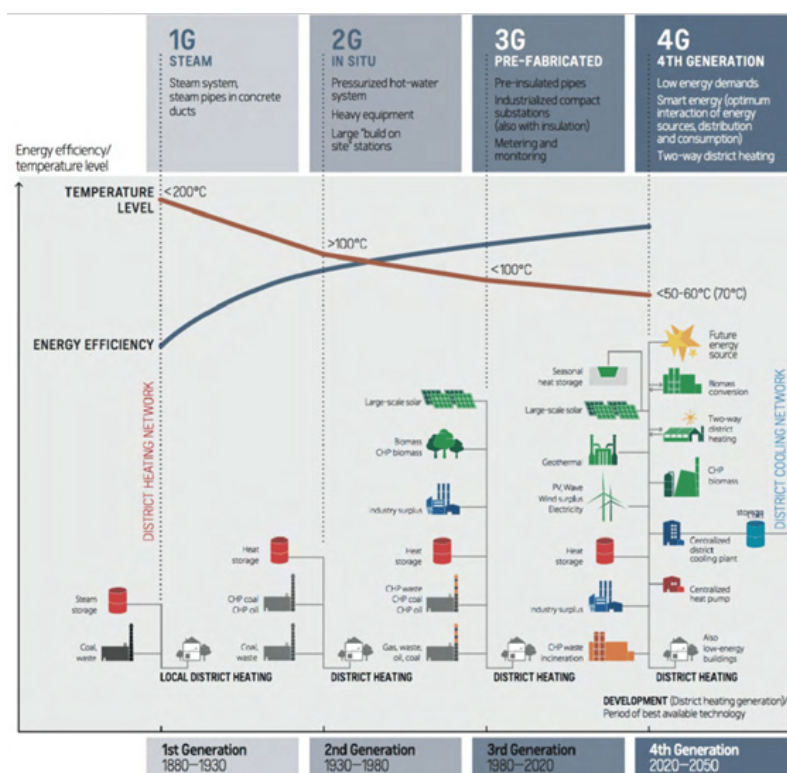 1G
STEAM
Steam system,
steam pipes in concrete
ducts
2G
IN SITU
Pressurized hot-water
system
Heavy equipment
Large "build on
site" stations
3G
PRE-FABRICATED
Pre-insulated pipes
Industrialized compact
substations
(also with insulation)
Metering and
monitoring
4G
4TH GENERATION
Low energy demands
Smart energy (optimum
interaction of energy
sources, distribution
and consumption)
Two-way district heating
Energy efficiency/
temperature level
TEMPERATURE
LEVEL
<200°C
>100°C
<100°C
<50-60°C (70°C)
ENERGY EFFICIENCY
DISTRICT HEATING NETWORK
Steam
storage
Coal,
waste
LOCAL DISTRICT HEATING
Heat
storage
CHP coal
CHP oil
Coal,
waste
DISTRICT HEATING
Large-scale solar
Biomass
CHP biomass
Industry surplus
Heat
storage
CHP waste
CHP coal
CHP oil
Gas, waste,
oil, coal
DISTRICT HEATING
Seasonal
heat storage
Large-scale solar
Geothermal
PV, Wave
Wind surplus
Electricity
Heat
storage
Industry surplus
CHP waste
incineration
Future
energy
source
Biomass
conversion
Two-way
district
heating
CHP
biomass
Centralized
district
cooling plant
Centralized
heat pump
Also
low-energy
buildings
DISTRICT HEATING
storage
DISTRICT COOLING NETWORK
DEVELOPMENT (District heating generation)/
Period of best available technology
1st Generation
1880–1930
2nd Generation
1930–1980
3rd Generation
1980–2020
4th Generation
2020–2050